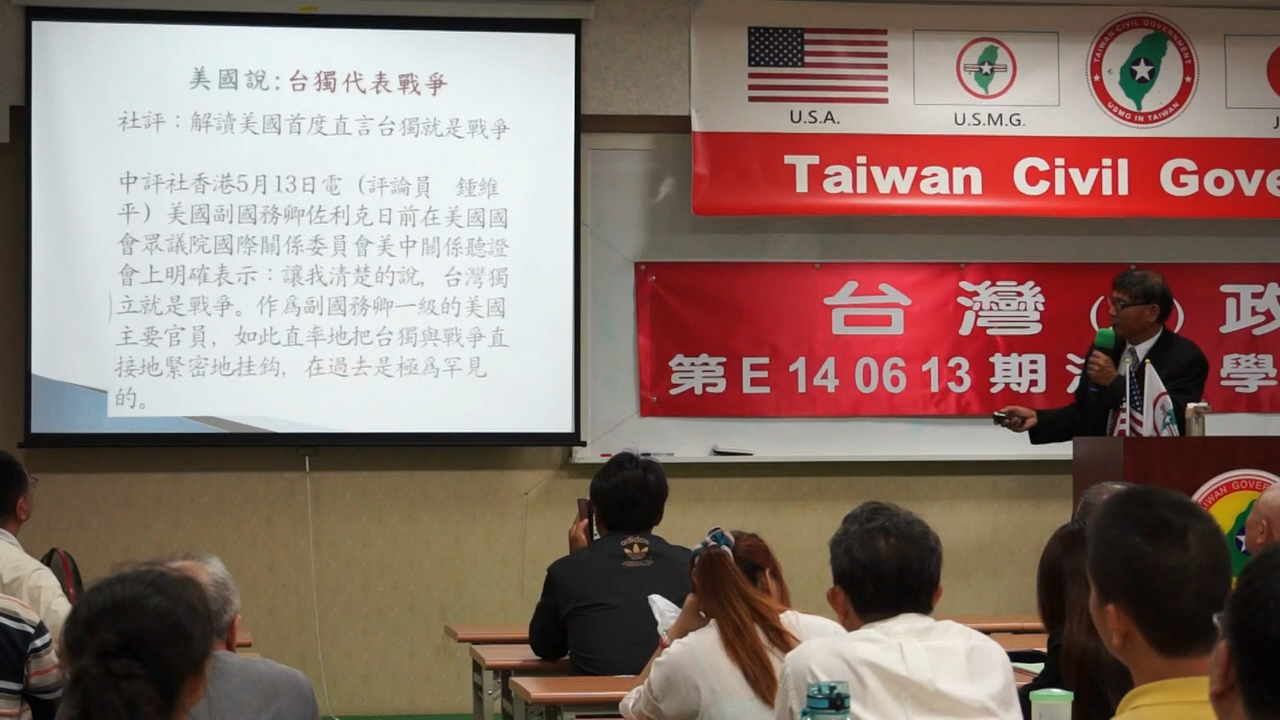 美國說:台獨代表戰爭
社評：解讀美國首度直言台獨就是戰爭
中評社香港5月13日電（評論員　鍾維
平）美國副國務卿佐利克日前在美國國
會眾議院國際關係委員會美中關係聽證
會上明確表示：讓我清楚的說，台灣獨
立就是戰爭。作爲副國務卿一級的美國
主要官員，如此直率地把台獨與戰爭直
接地緊密地挂鈎，在過去是極爲罕見
的。
U.S.A.
U.S.M.G.
TAIWAN CIVIL GOVERNMENT
USMG IN TAIWAN
J
Taiwan Civil Gove
台灣 政
第E 14 06 13 期 學
adidas